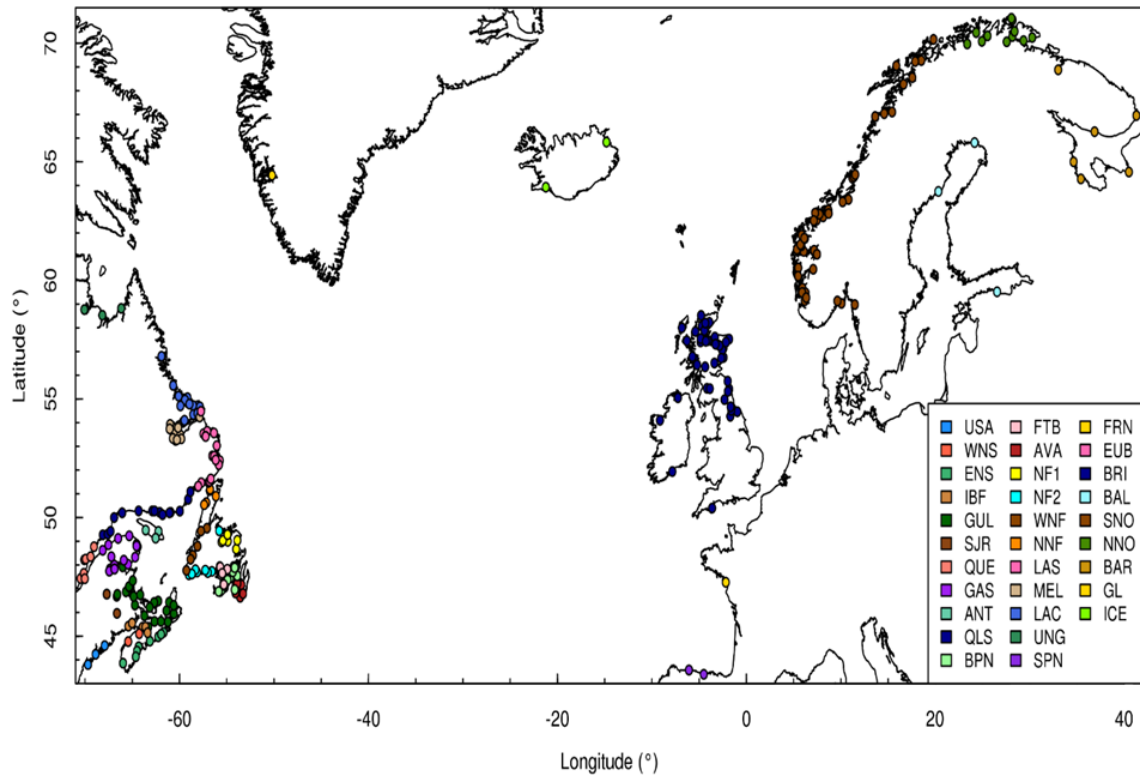 70
65
60
55
50
45
Latitude (°)
-60
-40
-20
0
20
40
Longitude (°)
USA FTB FRN
WNS AVA EUB
ENS NF1 BRI
IBF NF2 BAL
GUL WNF SNO
SJR NNF NNO
QUE LAS BAR
GAS MEL GL
ANT LAC ICE
QLS UNG
BPN SPN